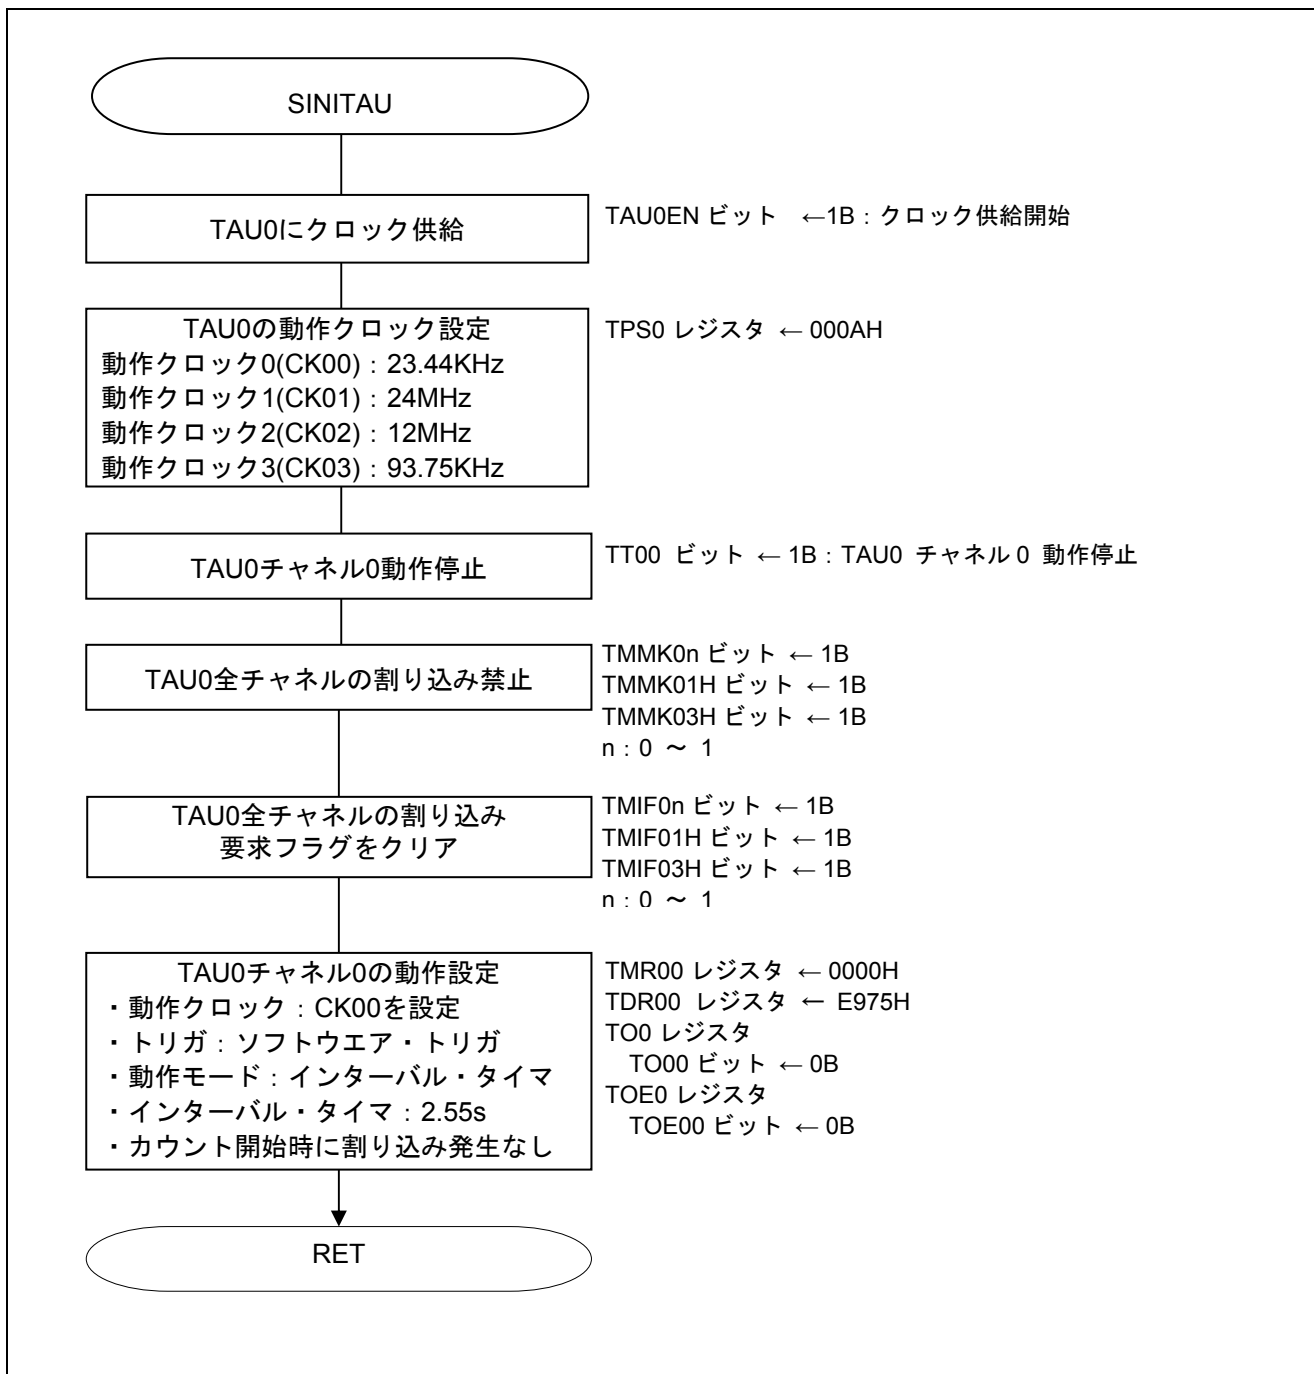 SINITAU
TAU0にクロック供給
TAU0EN ビット ←1B：クロック供給開始
TAU0の動作クロック設定
動作クロック0(CK00)：23.44KHz
動作クロック1(CK01)：24MHz
動作クロック2(CK02)：12MHz
動作クロック3(CK03)：93.75KHz
TPS0 レジスタ ← 000AH
TAU0チャネル0動作停止
TT00 ビット ← 1B：TAU0 チャネル 0 動作停止
TAU0全チャネルの割り込み禁止
TMMK0n ビット ← 1B
TMMK01H ビット ← 1B
TMMK03H ビット ← 1B
n：0 ～ 1
TAU0全チャネルの割り込み
要求フラグをクリア
TMIF0n ビット ← 1B
TMIF01H ビット ← 1B
TMIF03H ビット ← 1B
n：0 ～ 1
TAU0チャネル0の動作設定
・動作クロック：CK00を設定
・トリガ：ソフトウエア・トリガ
・動作モード：インターバル・タイマ
・インターバル・タイマ：2.55s
・カウント開始時に割り込み発生なし
TMR00 レジスタ ← 0000H
TDR00 レジスタ ← E975H
TO0 レジスタ
TO00 ビット ← 0B
TOE0 レジスタ
TOE00 ビット ← 0B
RET